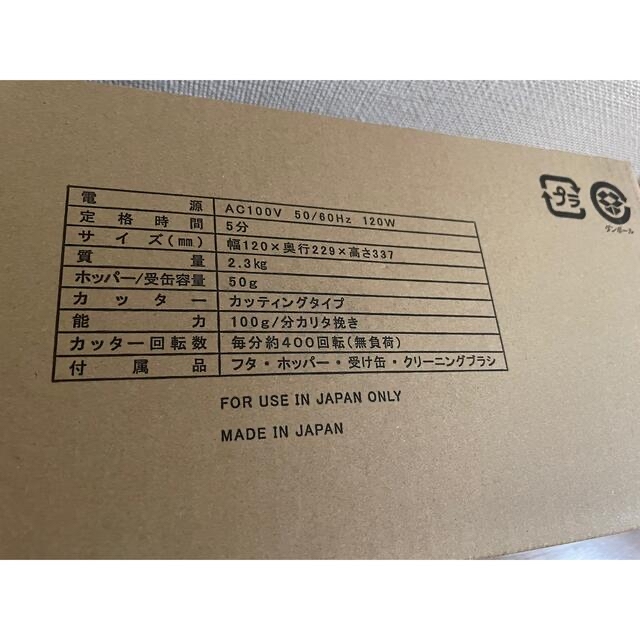 電源 AC100V 50/60Hz 120W
定格時間 5分
サイズ(mm) 幅120×奥行229×高さ337
質量 2.3kg
ホッパー/受缶容量 50g
カッター カッティングタイプ
能力 100g/分カリタ挽き
カッター回転数 毎分約400回転(無負荷)
付属品 フタ・ホッパー・受け缶・クリーニングブラシ
FOR USE IN JAPAN ONLY
MADE IN JAPAN
プラ
ダンボール